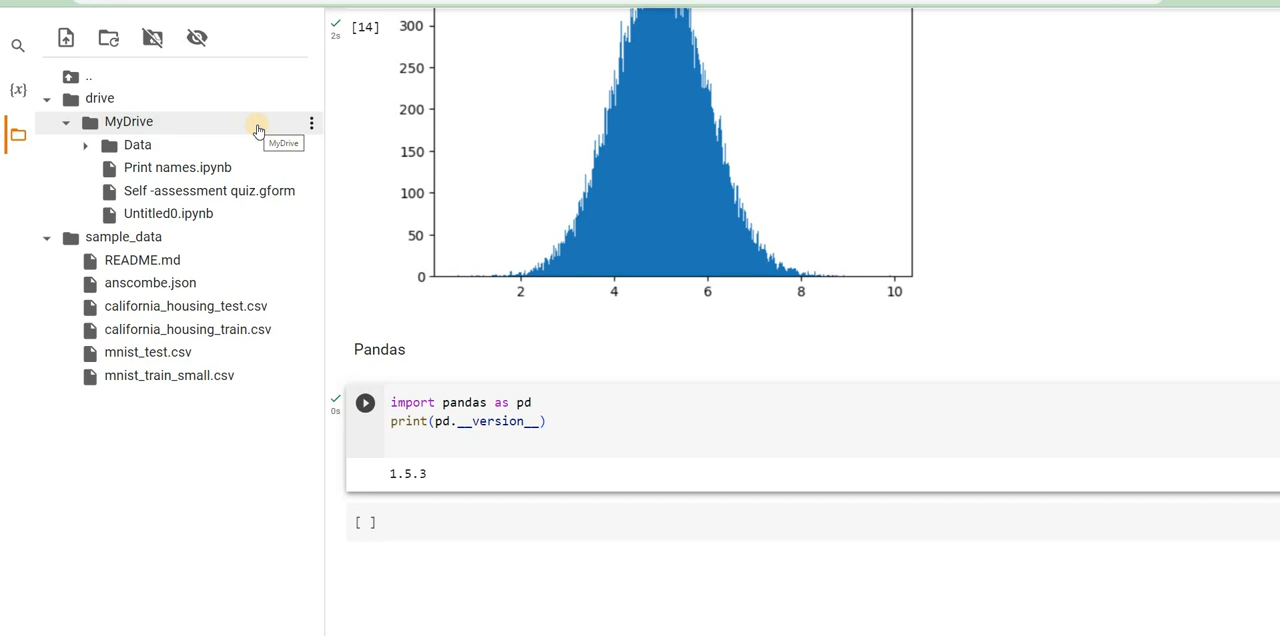 ..
drive
MyDrive
MyDrive
Data
Print names.ipynb
Self -assessment quiz.gform
Untitled0.ipynb
sample_data
README.md
anscombe.json
california_housing_test.csv
california_housing_train.csv
mnist_test.csv
mnist_train_small.csv
{x}
2s
[14]
300
250
200
150
100
50
0
2 4 6 8 10
Pandas
0s
import pandas as pd
print(pd.__version__)
1.5.3
[ ]